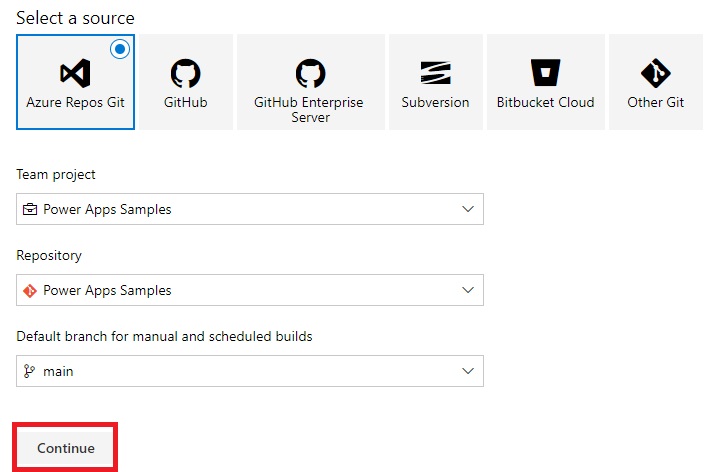 Select a source
Azure Repos Git
GitHub
GitHub Enterprise
Server
Subversion
Bitbucket Cloud
Other Git
Team project
Power Apps Samples
Repository
Power Apps Samples
Default branch for manual and scheduled builds
main
Continue